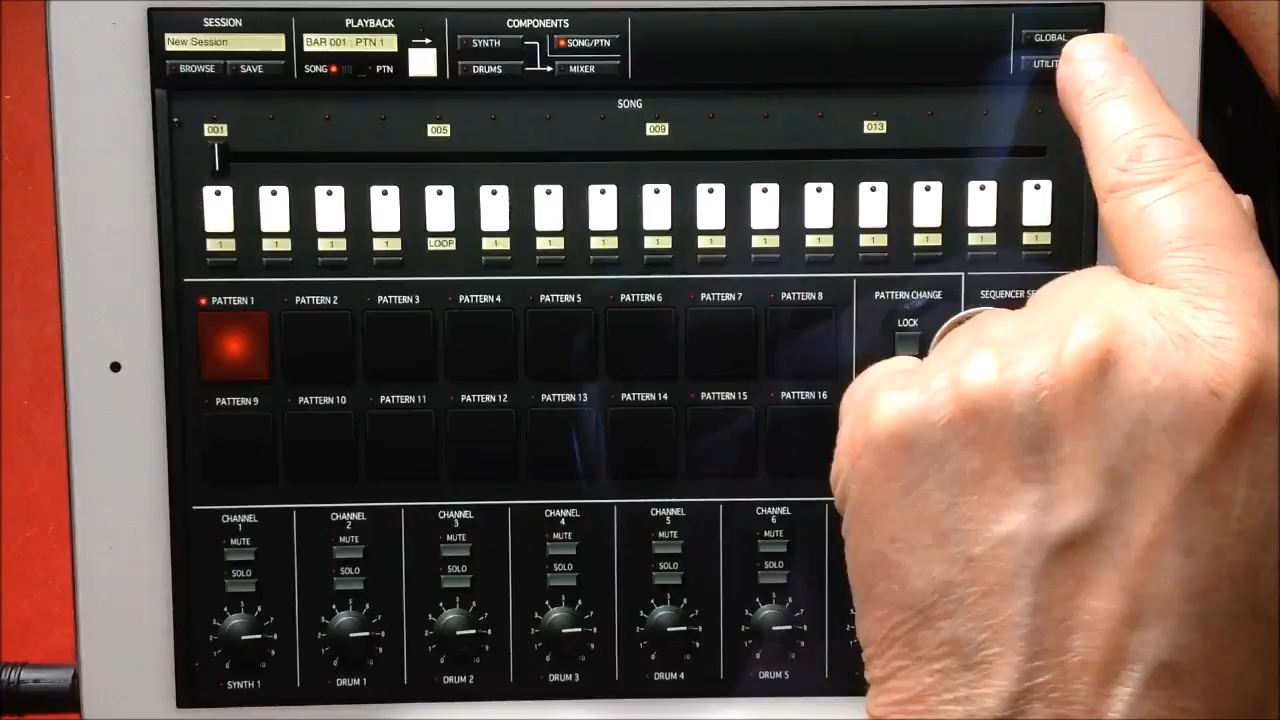 SESSION PLAYBACK COMPONENTS
New Session BAR 001 : PTN 1 SYNTH SONG/PTN GLOBAL
BROWSE SAVE SONG PTN DRUMS MIXER
SONG
001 005 009 013
1 1 1 1 LOOP 1 1 1 1 1 1 1 1 1 1 1
PATTERN 1 PATTERN 2 PATTERN 3 PATTERN 4 PATTERN 5 PATTERN 6 PATTERN 7 PATTERN 8 PATTERN CHANGE SEQUENCER
LOCK
PATTERN 9 PATTERN 10 PATTERN 11 PATTERN 12 PATTERN 13 PATTERN 14 PATTERN 15 PATTERN 16
CHANNEL CHANNEL CHANNEL CHANNEL CHANNEL CHANNEL
1 2 3 4 5 6
MUTE MUTE MUTE MUTE MUTE MUTE
SOLO SOLO SOLO SOLO SOLO SOLO
SYNTH 1 DRUM 1 DRUM 2 DRUM 3 DRUM 4 DRUM 5